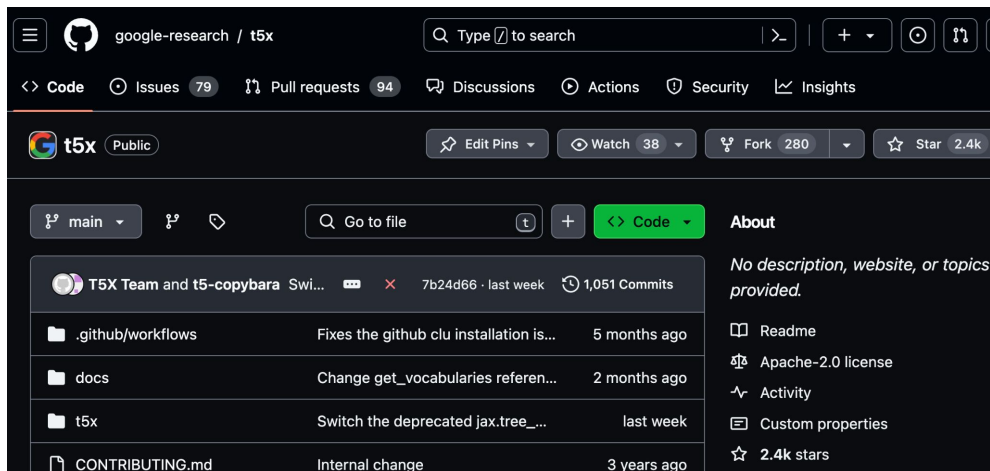 google-research / t5x
Type / to search
Code
Issues 79
Pull requests 94
Discussions
Actions
Security
Insights
t5x Public
Edit Pins
Watch 38
Fork 280
Star 2.4k
main
Go to file
t
Code
T5X Team and t5-copybara Swi...
7b24d66 · last week
1,051 Commits
.github/workflows Fixes the github clu installation is... 5 months ago
docs Change get_vocabularies referen... 2 months ago
t5x Switch the deprecated jax.tree_... last week
CONTRIBUTING.md Internal change 3 years ago
About
No description, website, or topics
provided.
Readme
Apache-2.0 license
Activity
Custom properties
2.4k stars